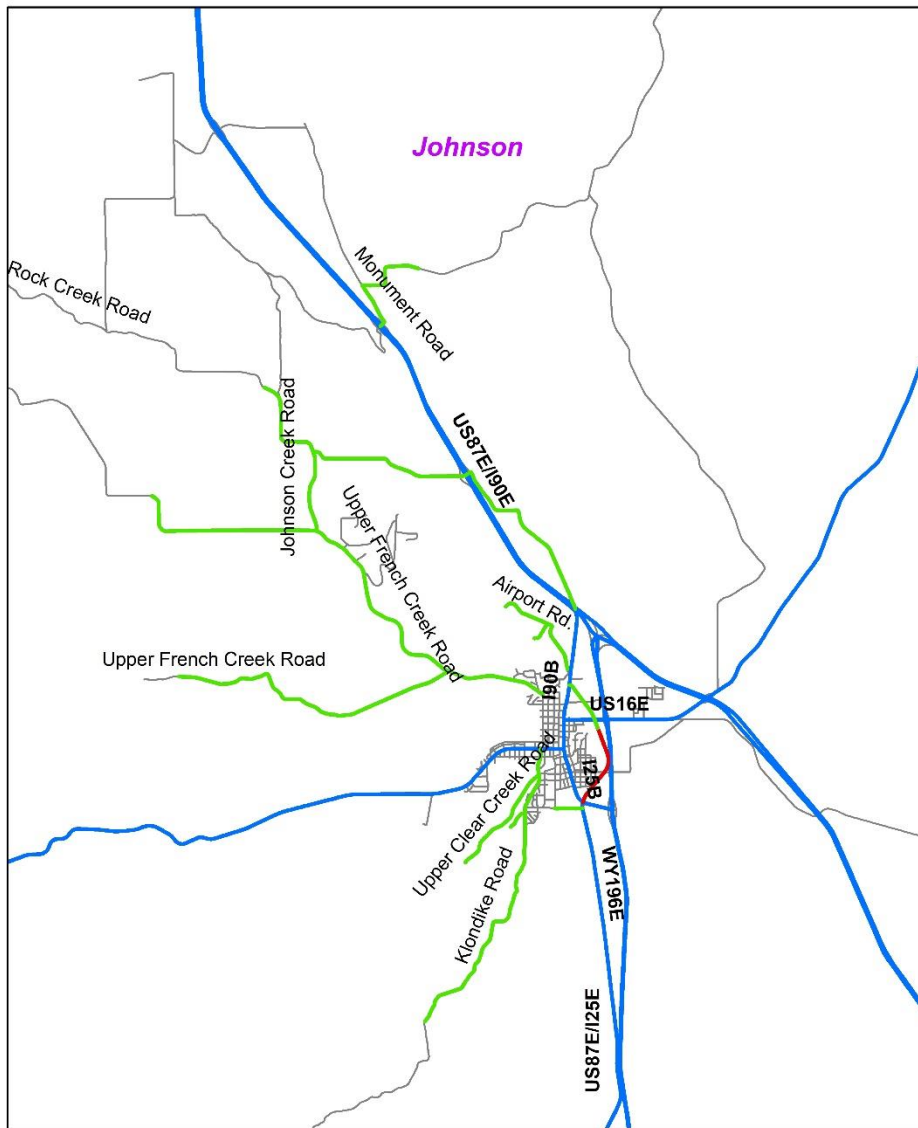 Johnson
Rock Creek Road
Monument Road
US87E/I90E
Johnson Creek Road
Upper French Creek Road
Airport Rd.
Upper French Creek Road
I90B
US16E
I25B
Upper Clear Creek Road
Klondike Road
WY196E
US87E/I25E